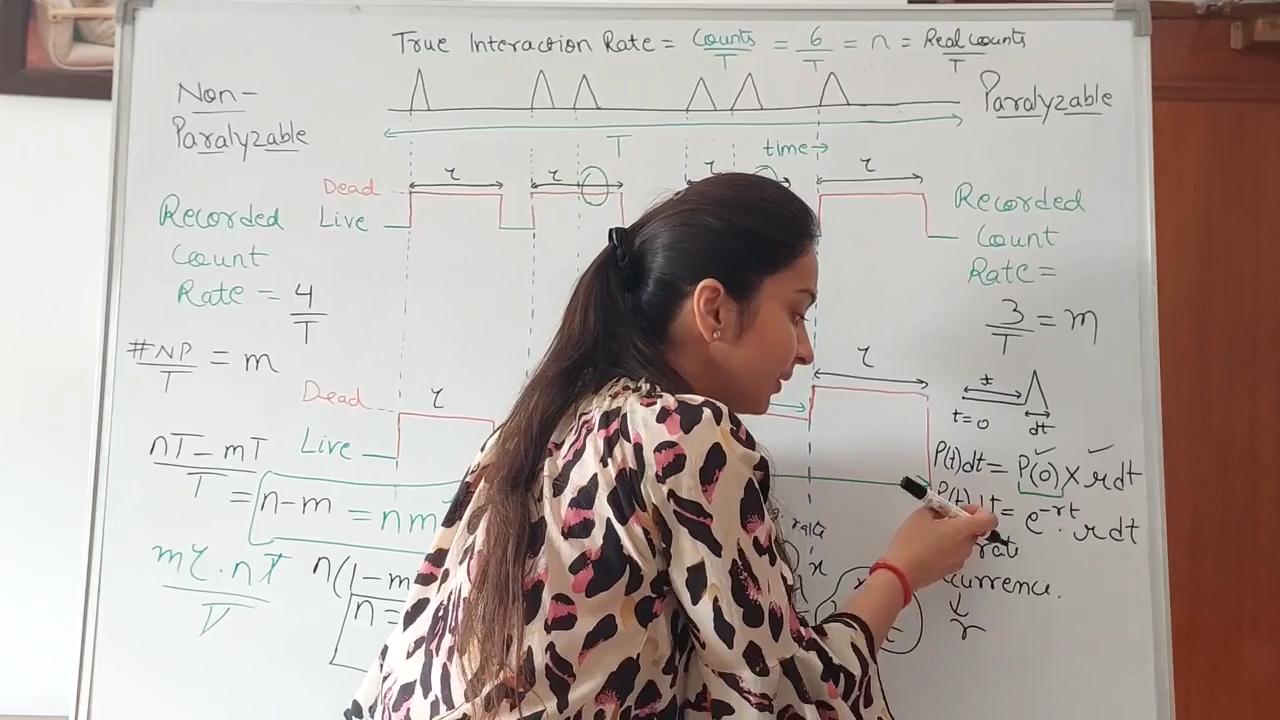 True Interaction Rate = Counts/T = 6/T = n = Real Counts/T
Non-
Paralyzable
Paralyzable
T
time→
τ τ τ τ
Dead
Live
Recorded
Count
Rate = 4/T
#NP/T = m
Recorded
Count
Rate =
3/T = m
τ
t
t=0 dt
Dead
τ
Live
nT-mT/T = n-m = nm
mτ.nT/T
n(1-m
n=
P(t)dt = P(0) x rdt
P(t)dt = e^-rt . rdt
rate
x
currence.
↓
r